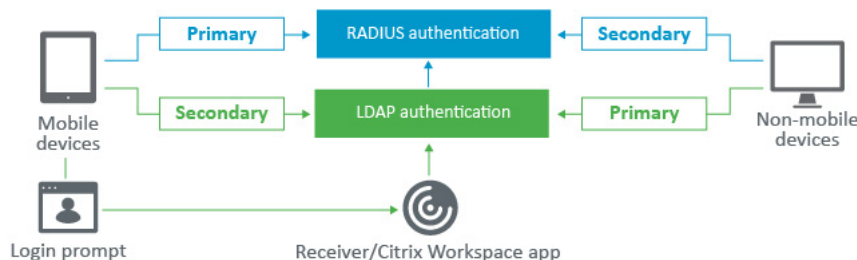 Primary
RADIUS authentication
Secondary
Secondary
LDAP authentication
Primary
Mobile
devices
Non-mobile
devices
Login prompt
Receiver/Citrix Workspace app